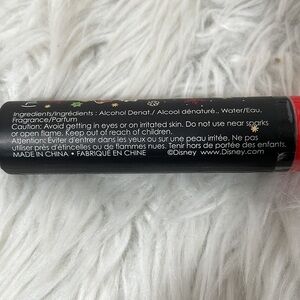 Ingredients/Ingrédients : Alcohol Denat./ Alcool dénaturé., Water/Eau,
Fragrance/Parfum
Caution: Avoid getting in eyes or on irritated skin. Do not use near sparks
or open flame. Keep out of reach of children.
Attention: Éviter d'entrer dans les yeux ou sur une peau irritée. Ne pas
utiliser près d'étincelles ou de flammes nues. Tenir hors de portée des enfants.
MADE IN CHINA • FABRIQUÉ EN CHINE ©Disney www.Disney.com